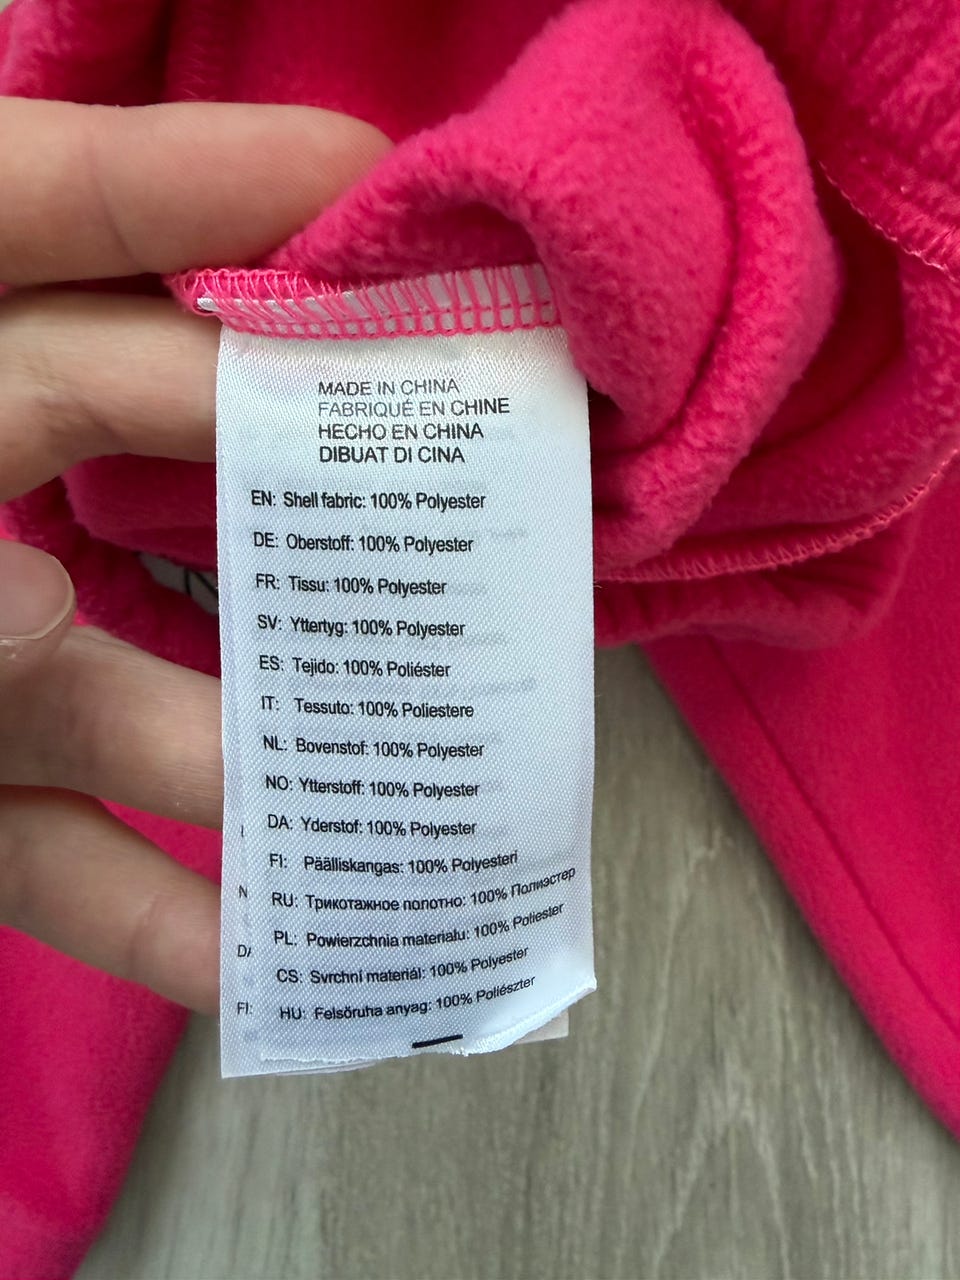 MADE IN CHINA
FABRIQUÉ EN CHINE
HECHO EN CHINA
DIBUAT DI CINA
EN: Shell fabric: 100% Polyester
DE: Oberstoff: 100% Polyester
FR: Tissu: 100% Polyester
SV: Yttertyg: 100% Polyester
ES: Tejido: 100% Poliéster
IT: Tessuto: 100% Poliestere
NL: Bovenstof: 100% Polyester
NO: Ytterstoff: 100% Polyester
DA: Yderstof: 100% Polyester
FI: Päälliskangas: 100% Polyesteri
RU: Трикотажное полотно: 100% Полиэстер
PL: Powierzchnia materiału: 100% Poliester
CS: Svrchní materiál: 100% Polyester
HU: Felsőruha anyag: 100% Poliészter
FI: